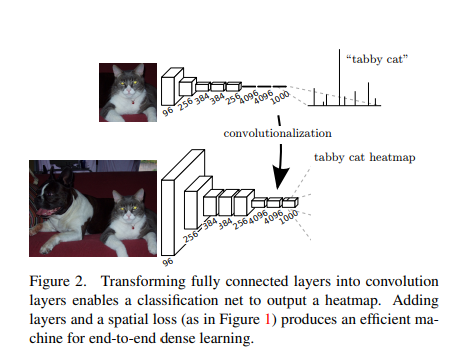 "tabby cat"
96
256
384
384
256
4096
4096
1000
convolutionalization
tabby cat heatmap
96
256
384
384
256
4096
4096
1000
Figure 2. Transforming fully connected layers into convolution
layers enables a classification net to output a heatmap. Adding
layers and a spatial loss (as in Figure 1) produces an efficient ma-
chine for end-to-end dense learning.